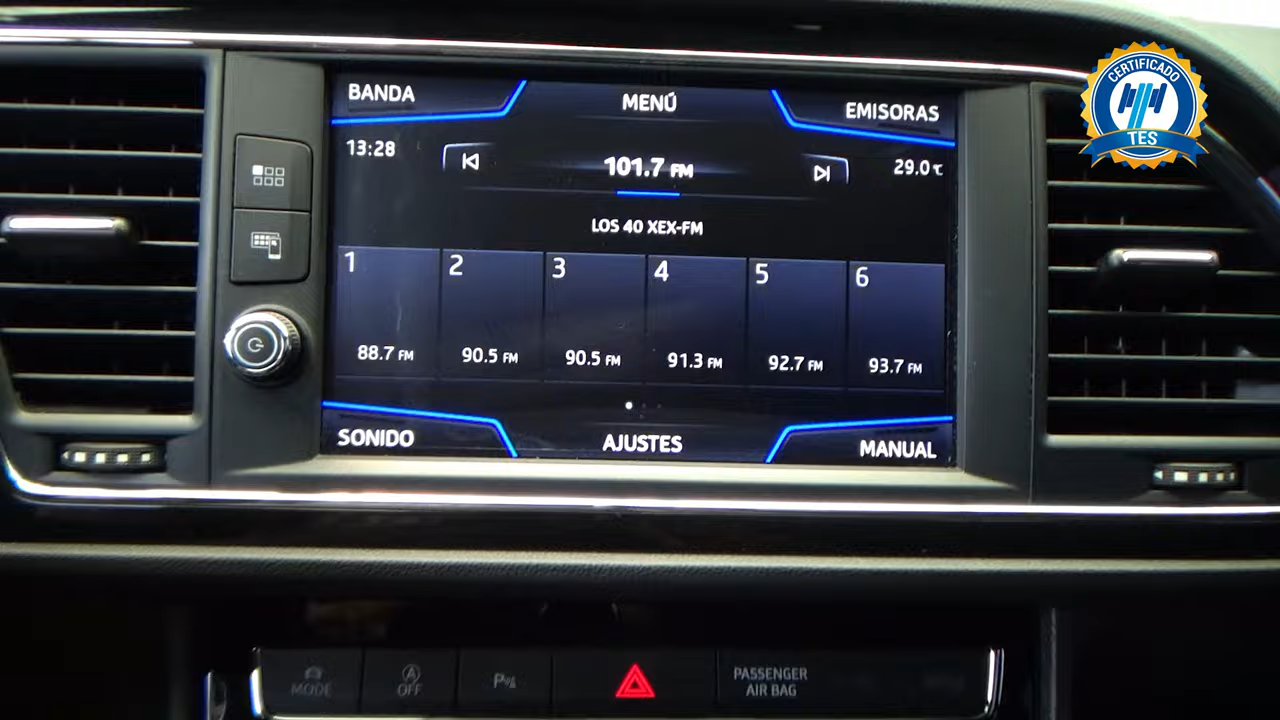 BANDA
MENÚ
EMISORAS
13:28
101.7 FM
29.0℃
LOS 40 XEX-FM
1
2
3
4
5
6
88.7 FM
90.5 FM
90.5 FM
91.3 FM
92.7 FM
93.7 FM
SONIDO
AJUSTES
MANUAL
MODE
A
OFF
P
PASSENGER
AIR BAG
CERTIFICADO
TES